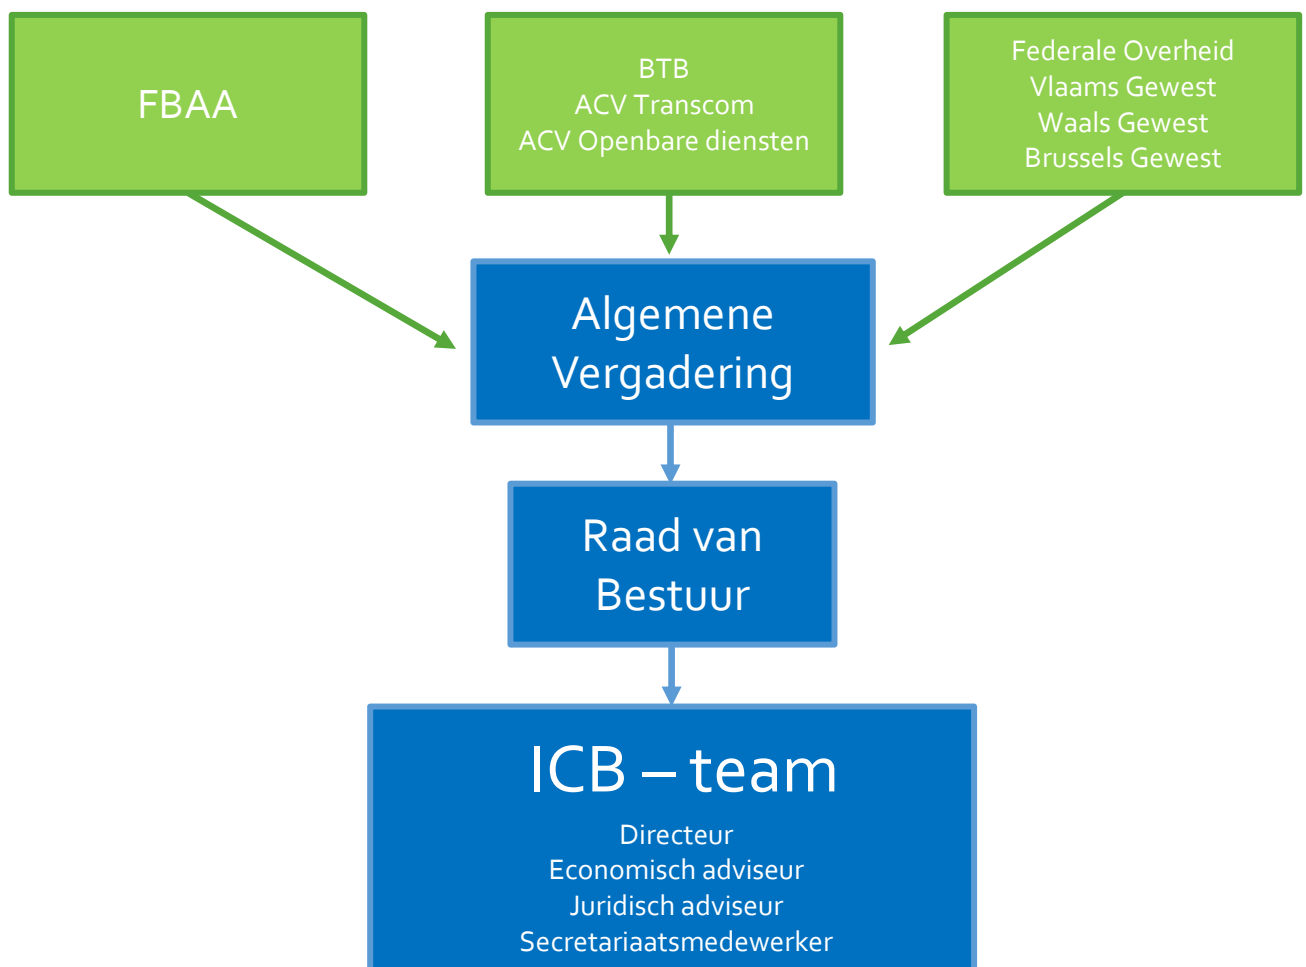 FBAA
BTB
ACV Transcom
ACV Openbare diensten
Federale Overheid
Vlaams Gewest
Waals Gewest
Brussels Gewest
Algemene
Vergadering
Raad van
Bestuur
ICB – team
Directeur
Economisch adviseur
Juridisch adviseur
Secretariaatsmedewerker